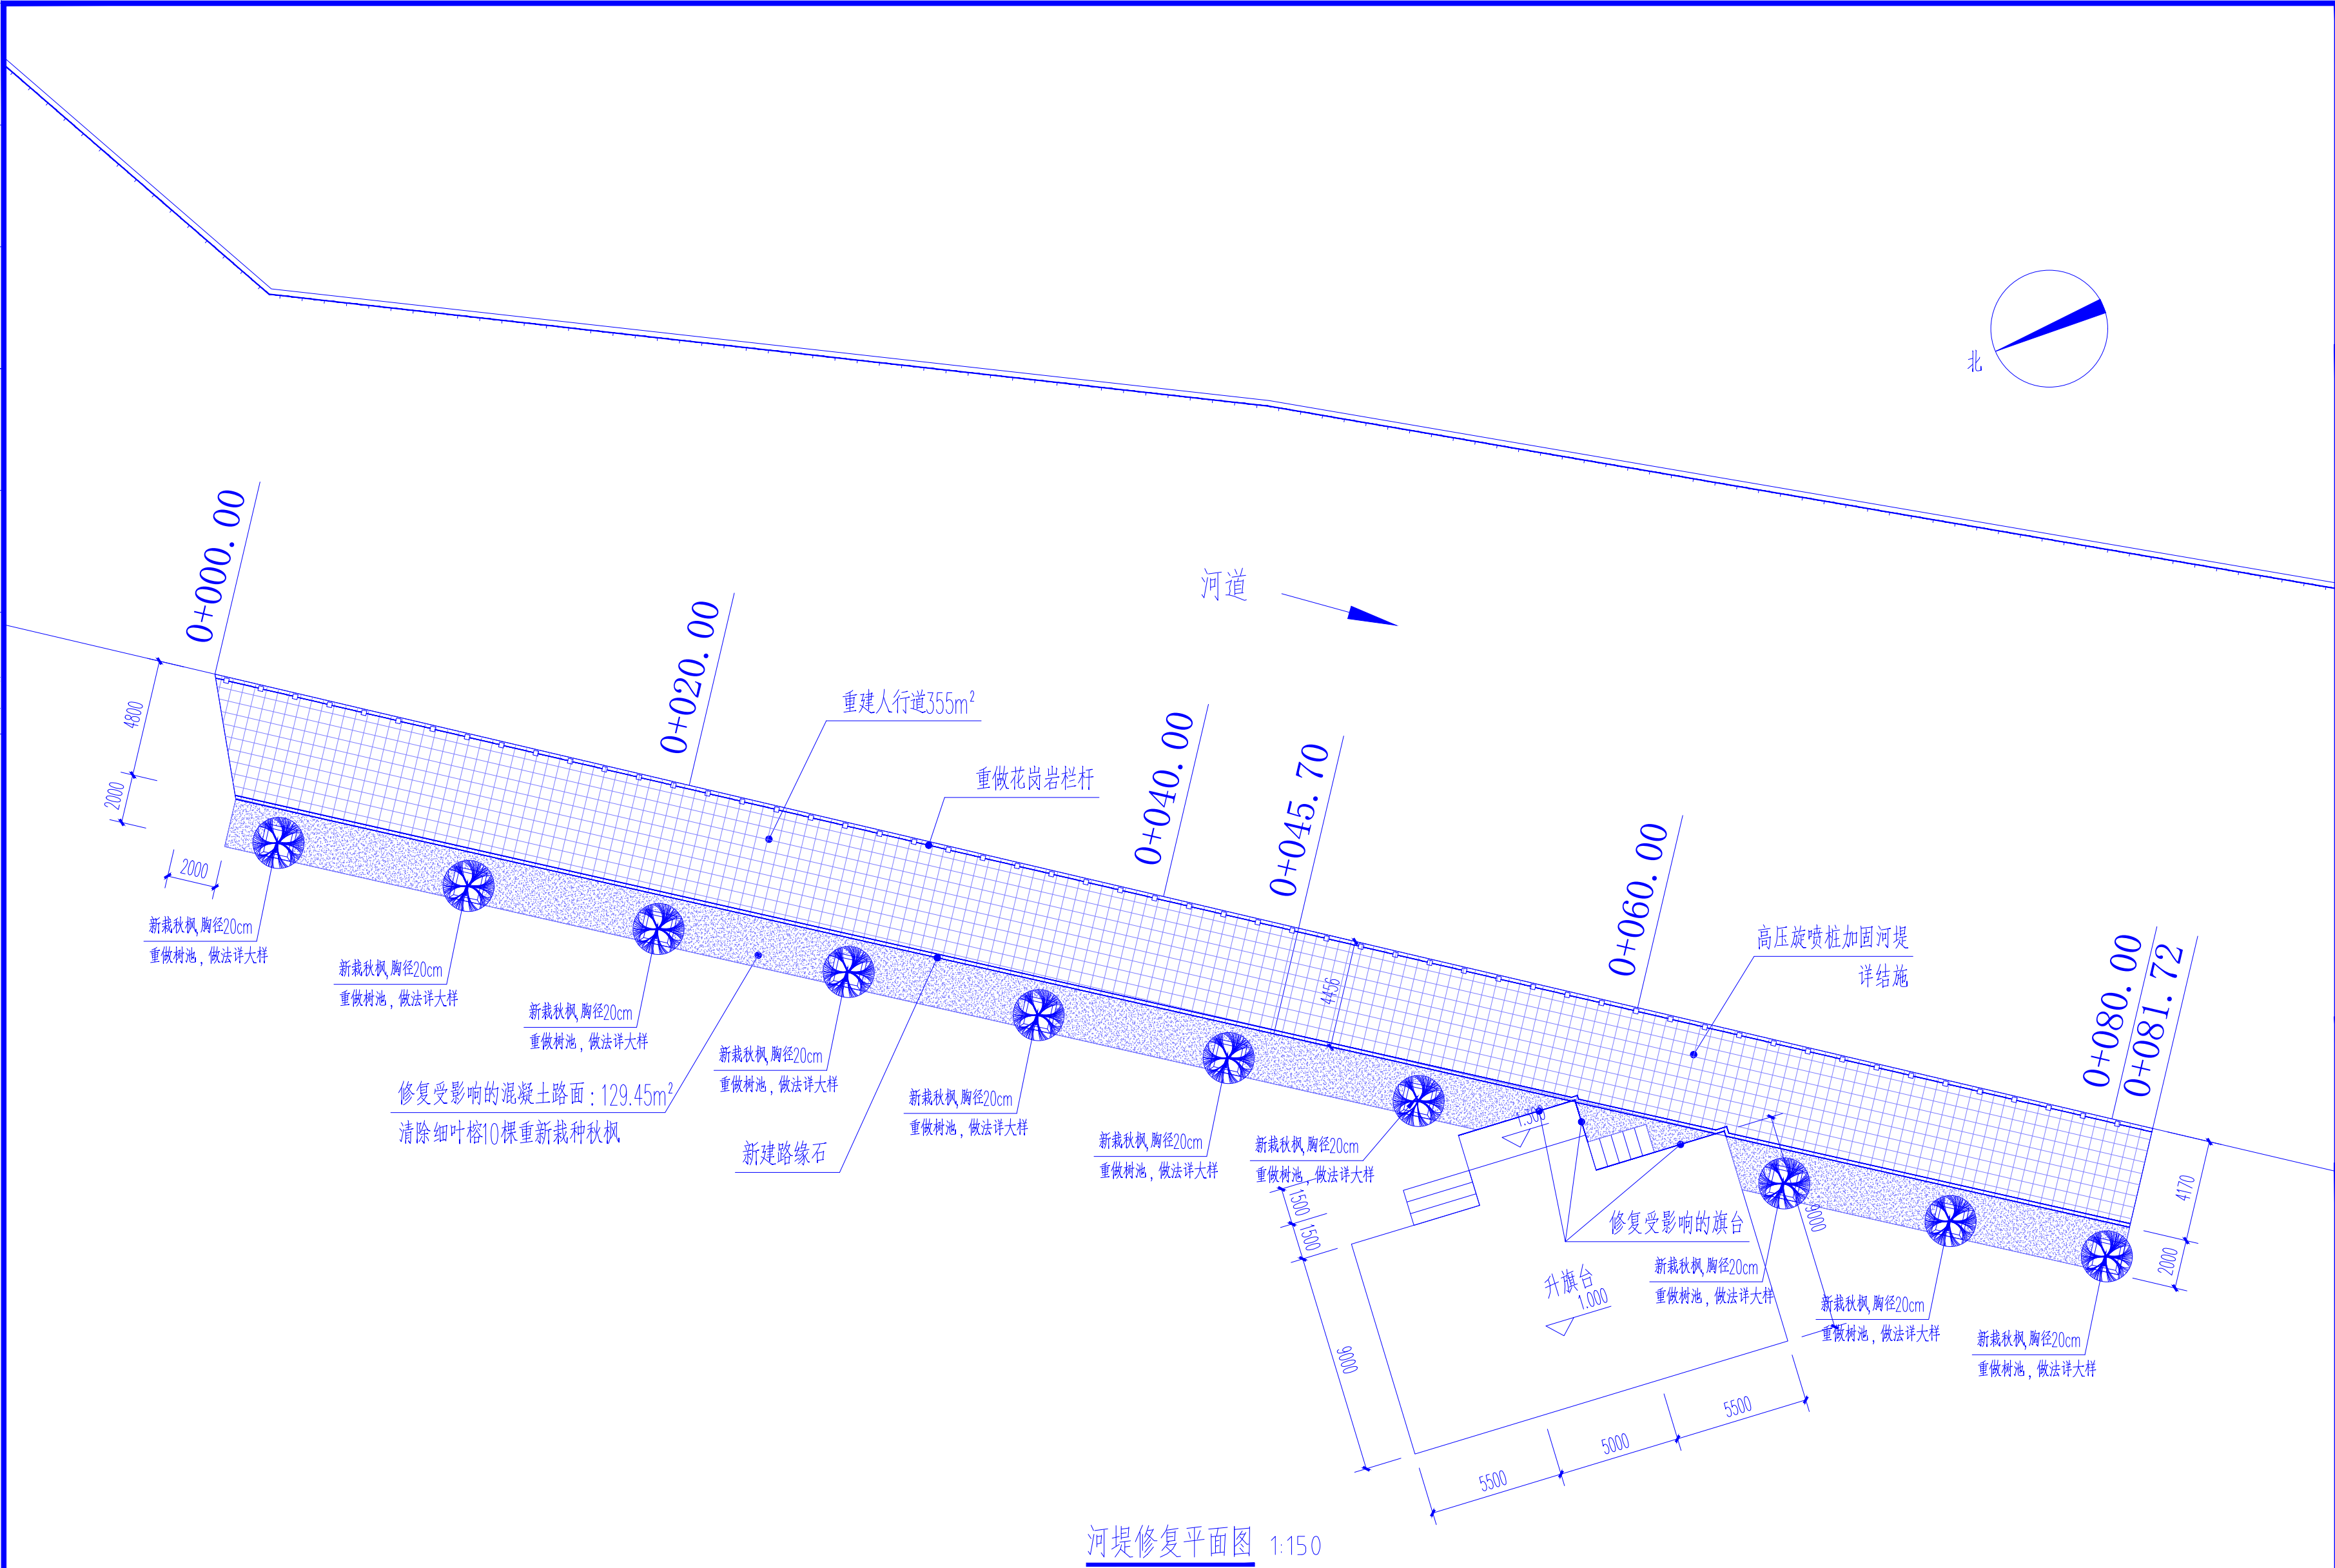 北
河道
0+000.00
0+020.00
0+040.00
0+045.70
0+060.00
0+080.00
0+081.72
4800
2000
2000
重建人行道355m²
重做花岗岩栏杆
4456
高压旋喷桩加固河堤
详结施
新栽秋枫,胸径20cm
重做树池，做法详大样
新栽秋枫,胸径20cm
重做树池，做法详大样
新栽秋枫,胸径20cm
重做树池，做法详大样
新栽秋枫,胸径20cm
重做树池，做法详大样
新栽秋枫,胸径20cm
重做树池，做法详大样
新栽秋枫,胸径20cm
重做树池，做法详大样
新栽秋枫,胸径20cm
重做树池，做法详大样
修复受影响的混凝土路面：129.45m²
清除细叶榕10棵重新栽种秋枫
新建路缘石
1.300
4170
2000
1500
1500
9000
修复受影响的旗台
升旗台
1.000
9000
新栽秋枫,胸径20cm
重做树池，做法详大样
新栽秋枫,胸径20cm
重做树池，做法详大样
新栽秋枫,胸径20cm
重做树池，做法详大样
5500
5000
5500
河堤修复平面图 1:150